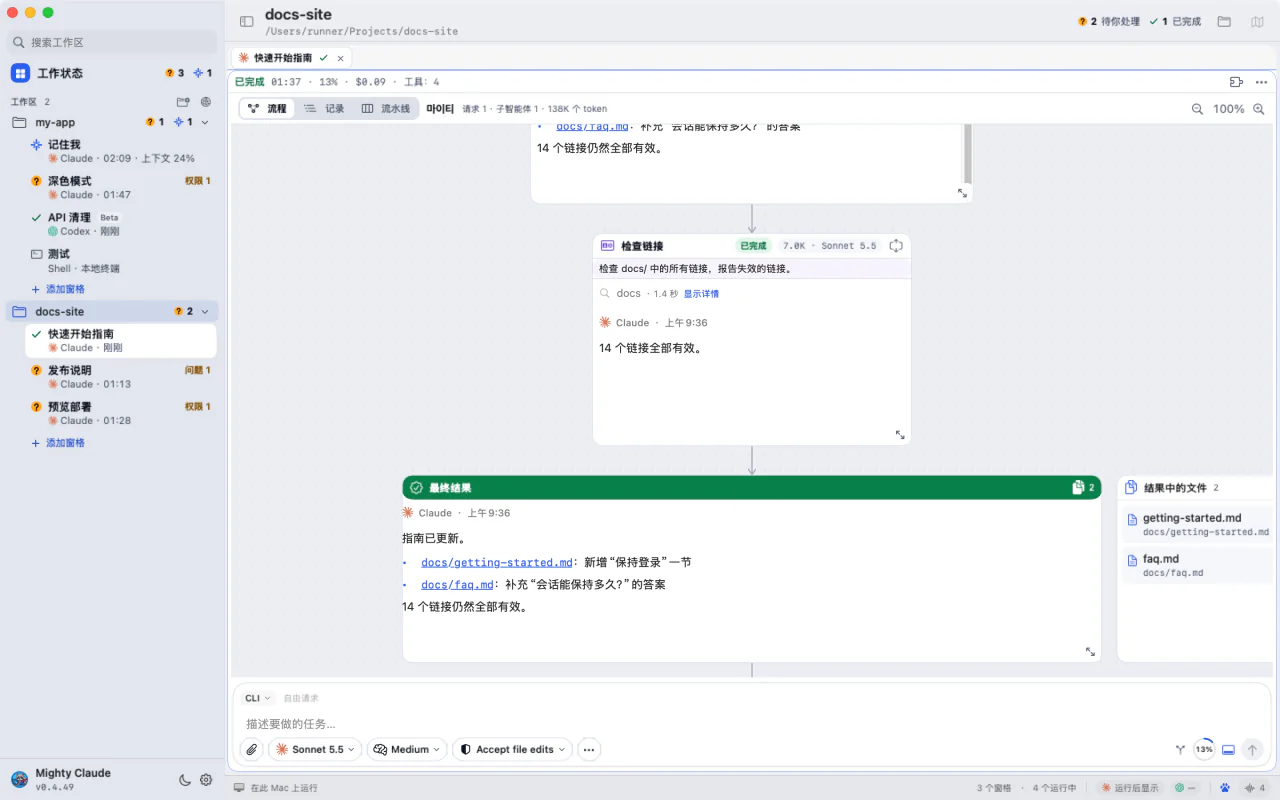 搜索工作区
工作状态
3
1
工作区 2
my-app
1
1
记住我
Claude · 02:09 · 上下文 24%
深色模式
权限 1
Claude · 01:47
API 清理 Beta
Codex · 刚刚
测试
Shell · 本地终端
+ 添加窗格
docs-site
2
快速开始指南
Claude · 刚刚
发布说明
问题 1
Claude · 01:13
预览部署
权限 1
Claude · 01:28
+ 添加窗格
Mighty Claude
v0.4.49
docs-site
/Users/runner/Projects/docs-site
2 待你处理
1 已完成
快速开始指南
已完成 01:37 · 13% · $0.09 · 工具: 4
流程
记录
流水线
마이티 请求 1 · 子智能体 1 · 138K 个 token
100%
• docs/faq.md: 补充“会话能保持多久?”的答案
14 个链接仍然全部有效。
检查链接
已完成
7.0K · Sonnet 5.5
检查 docs/ 中的所有链接，报告失效的链接。
docs · 1.4 秒 显示详情
Claude · 上午9:36
14 个链接全部有效。
最终结果
2
Claude · 上午9:36
指南已更新。
• docs/getting-started.md: 新增“保持登录”一节
• docs/faq.md: 补充“会话能保持多久?”的答案
14 个链接仍然全部有效。
结果中的文件 2
getting-started.md
docs/getting-started.md
faq.md
docs/faq.md
CLI
自由请求
描述要做的任务…
Sonnet 5.5
Medium
Accept file edits
13%
在此 Mac 上运行
3 个窗格 · 4 个运行中
运行后显示
—
4